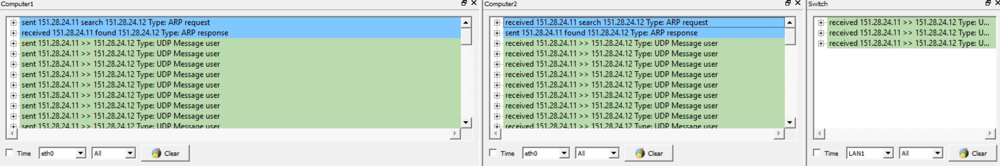 Computer1
sent 151.28.24.11 search 151.28.24.12 Type: ARP request
received 151.28.24.11 found 151.28.24.12 Type: ARP response
sent 151.28.24.11 >> 151.28.24.12 Type: UDP Message user
sent 151.28.24.11 >> 151.28.24.12 Type: UDP Message user
sent 151.28.24.11 >> 151.28.24.12 Type: UDP Message user
sent 151.28.24.11 >> 151.28.24.12 Type: UDP Message user
sent 151.28.24.11 >> 151.28.24.12 Type: UDP Message user
sent 151.28.24.11 >> 151.28.24.12 Type: UDP Message user
sent 151.28.24.11 >> 151.28.24.12 Type: UDP Message user
sent 151.28.24.11 >> 151.28.24.12 Type: UDP Message user
sent 151.28.24.11 >> 151.28.24.12 Type: UDP Message user
Time eth0 All Clear
Computer2
received 151.28.24.11 search 151.28.24.12 Type: ARP request
sent 151.28.24.11 found 151.28.24.12 Type: ARP response
received 151.28.24.11 >> 151.28.24.12 Type: UDP Message user
received 151.28.24.11 >> 151.28.24.12 Type: UDP Message user
received 151.28.24.11 >> 151.28.24.12 Type: UDP Message user
received 151.28.24.11 >> 151.28.24.12 Type: UDP Message user
received 151.28.24.11 >> 151.28.24.12 Type: UDP Message user
received 151.28.24.11 >> 151.28.24.12 Type: UDP Message user
received 151.28.24.11 >> 151.28.24.12 Type: UDP Message user
received 151.28.24.11 >> 151.28.24.12 Type: UDP Message user
received 151.28.24.11 >> 151.28.24.12 Type: UDP Message user
Time eth0 All Clear
Switch
received 151.28.24.11 >> 151.28.24.12 Type: U...
received 151.28.24.11 >> 151.28.24.12 Type: U...
received 151.28.24.11 >> 151.28.24.12 Type: U...
Time LAN1 All Clear